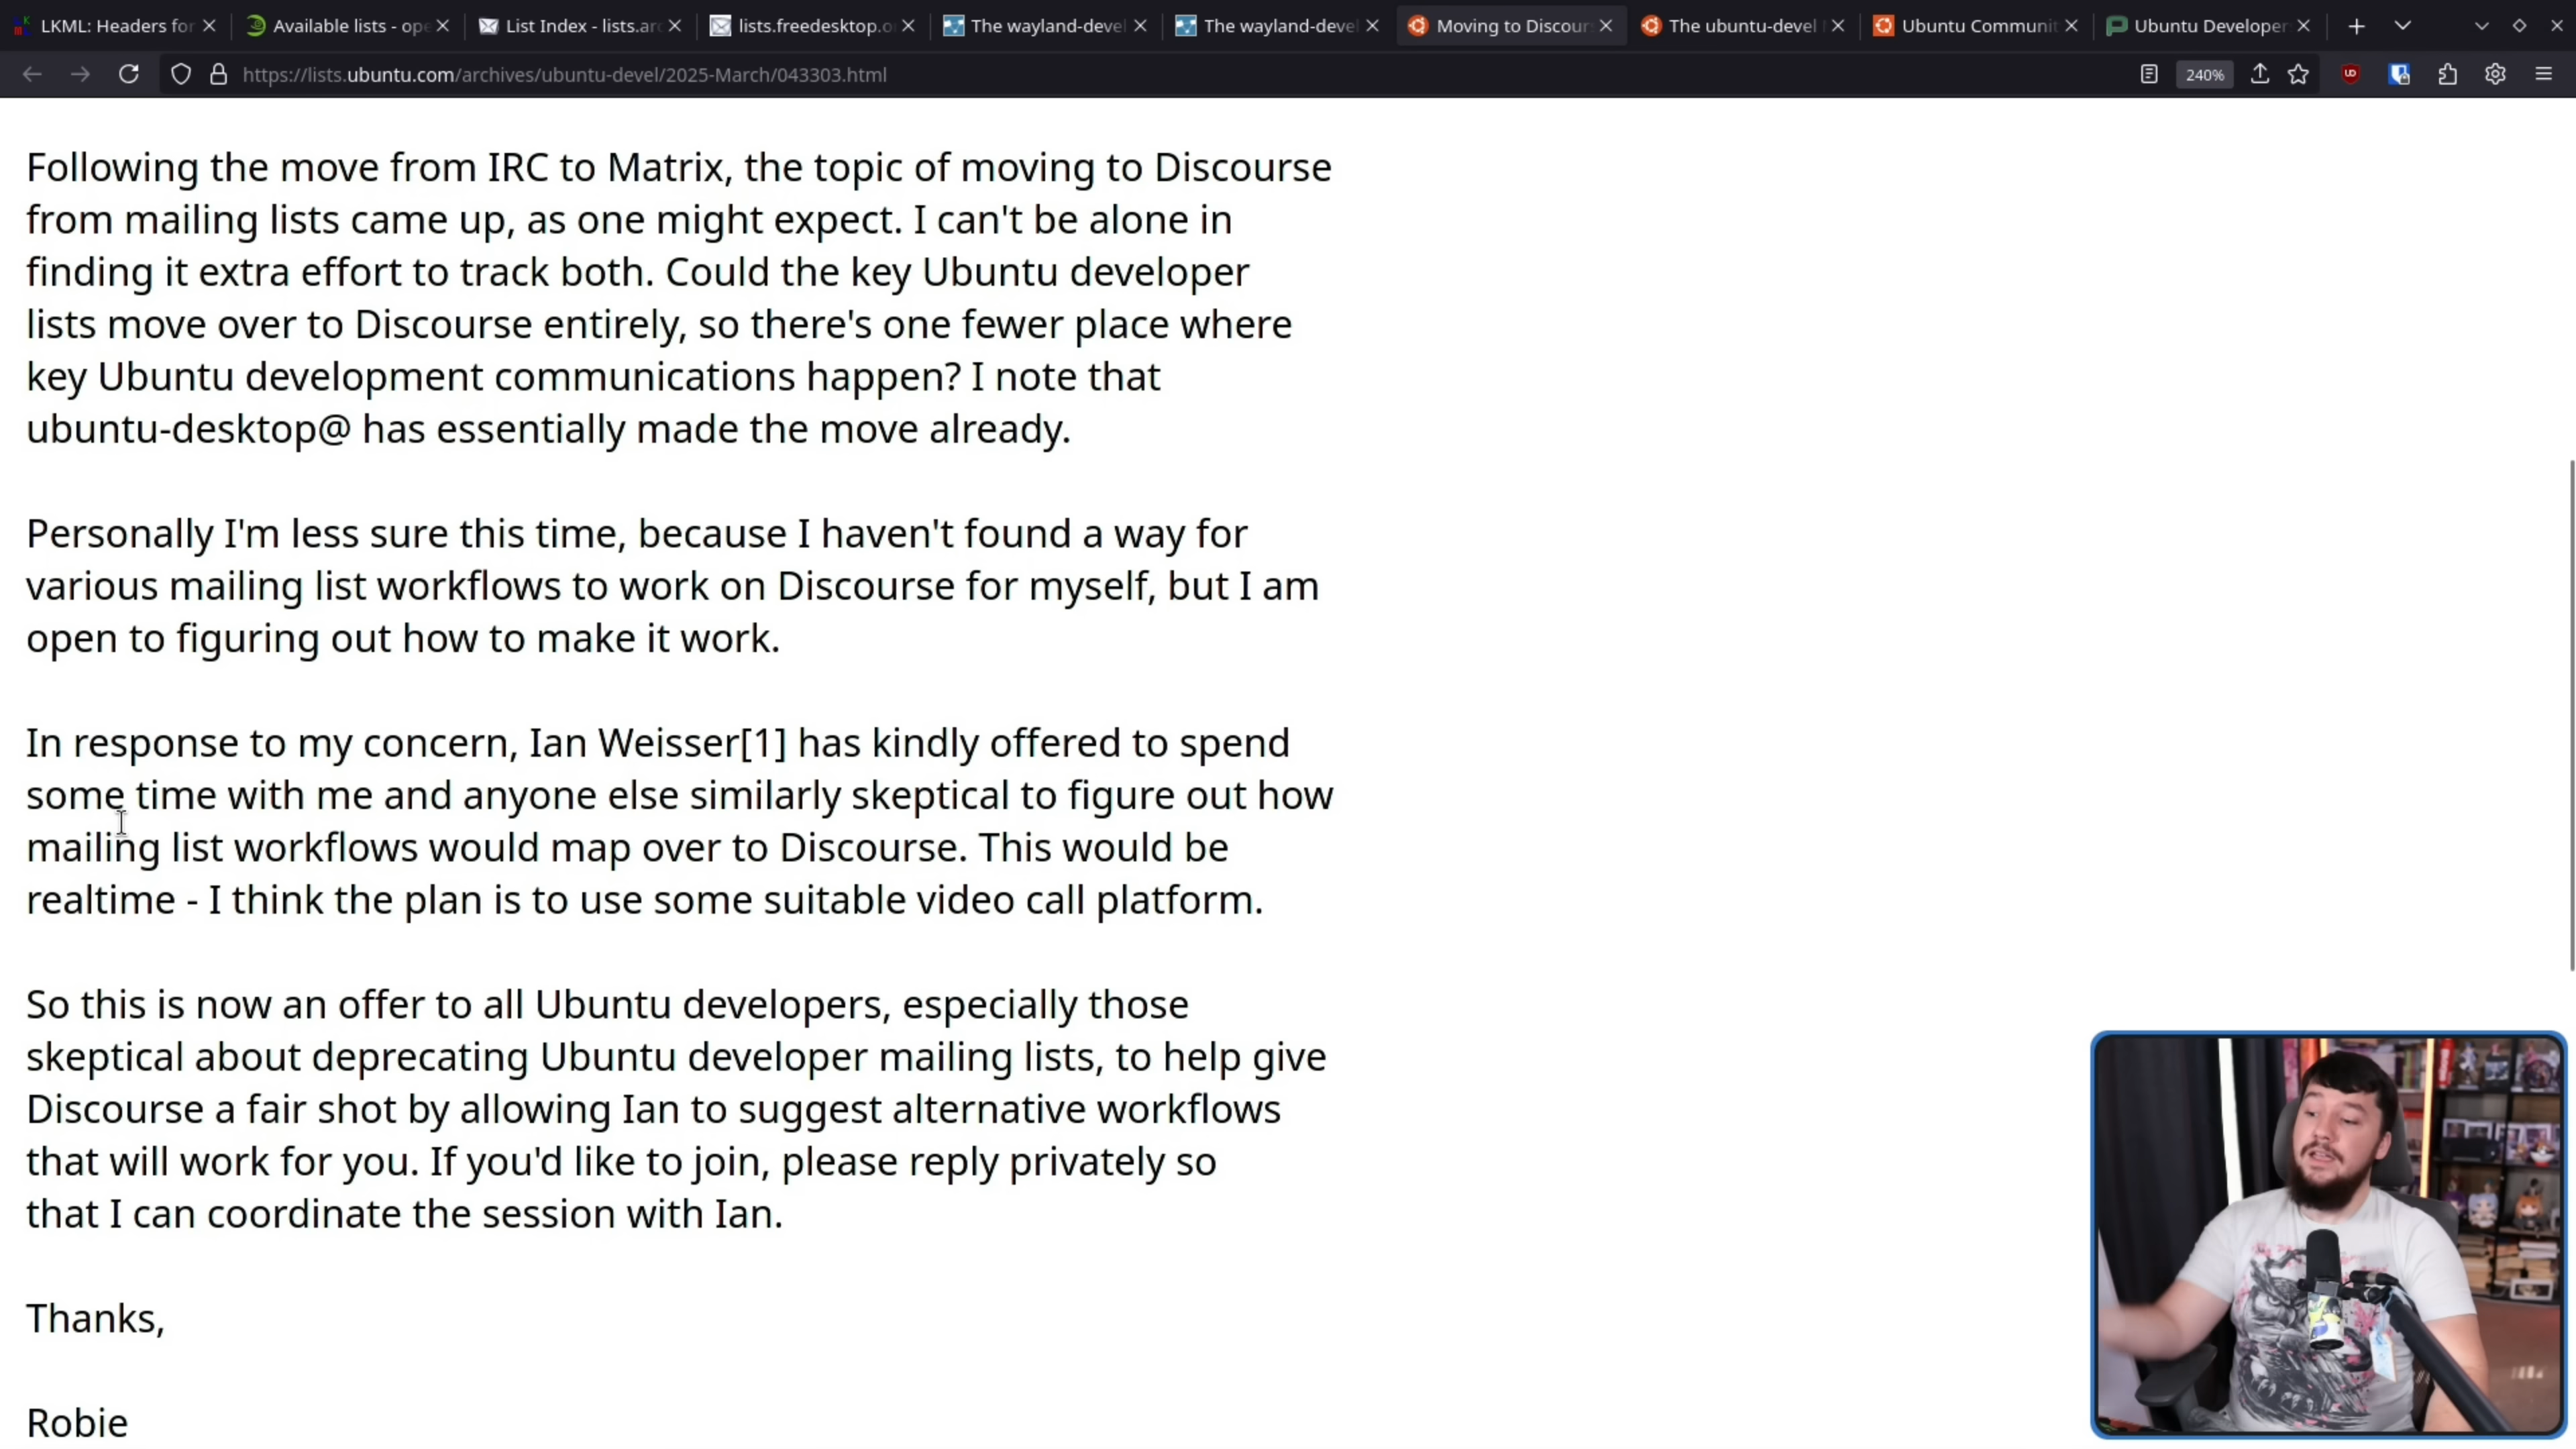 LKML: Headers for
Available lists - ope
List Index - lists.arc
lists.freedesktop.o
The wayland-devel
The wayland-devel
Moving to Discour
The ubuntu-devel
Ubuntu Communit
Ubuntu Developer
https://lists.ubuntu.com/archives/ubuntu-devel/2025-March/043303.html
240%
Following the move from IRC to Matrix, the topic of moving to Discourse
from mailing lists came up, as one might expect. I can't be alone in
finding it extra effort to track both. Could the key Ubuntu developer
lists move over to Discourse entirely, so there's one fewer place where
key Ubuntu development communications happen? I note that
ubuntu-desktop@ has essentially made the move already.
Personally I'm less sure this time, because I haven't found a way for
various mailing list workflows to work on Discourse for myself, but I am
open to figuring out how to make it work.
In response to my concern, Ian Weisser[1] has kindly offered to spend
some time with me and anyone else similarly skeptical to figure out how
mailing list workflows would map over to Discourse. This would be
realtime - I think the plan is to use some suitable video call platform.
So this is now an offer to all Ubuntu developers, especially those
skeptical about deprecating Ubuntu developer mailing lists, to help give
Discourse a fair shot by allowing Ian to suggest alternative workflows
that will work for you. If you'd like to join, please reply privately so
that I can coordinate the session with Ian.
Thanks,
Robie